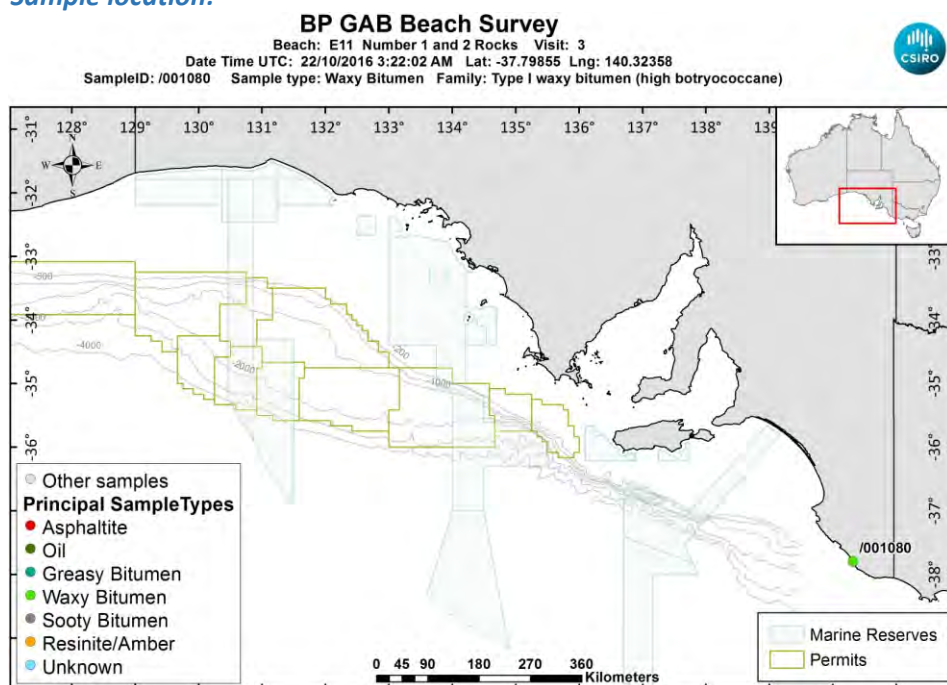 Sample location:
BP GAB Beach Survey
Beach: E11 Number 1 and 2 Rocks Visit: 3
Date Time UTC: 22/10/2016 3:22:02 AM Lat: -37.79855 Lng: 140.32358
SampleID: /001080 Sample type: Waxy Bitumen Family: Type I waxy bitumen (high botryococcane)
CSIRO
128° 129° 130° 131° 132° 133° 134° 135° 136° 137° 138° 139
-31° -32° -33° -34° -35° -36° -37° -38°
N
W E
S
-33° -34° -35° -36° -37° -38°
-4000
-2000
-200
-1000
/001080
Other samples
Principal SampleTypes
Asphaltite
Oil
Greasy Bitumen
Waxy Bitumen
Sooty Bitumen
Resinite/Amber
Unknown
0 45 90 180 270 360
Kilometers
Marine Reserves
Permits